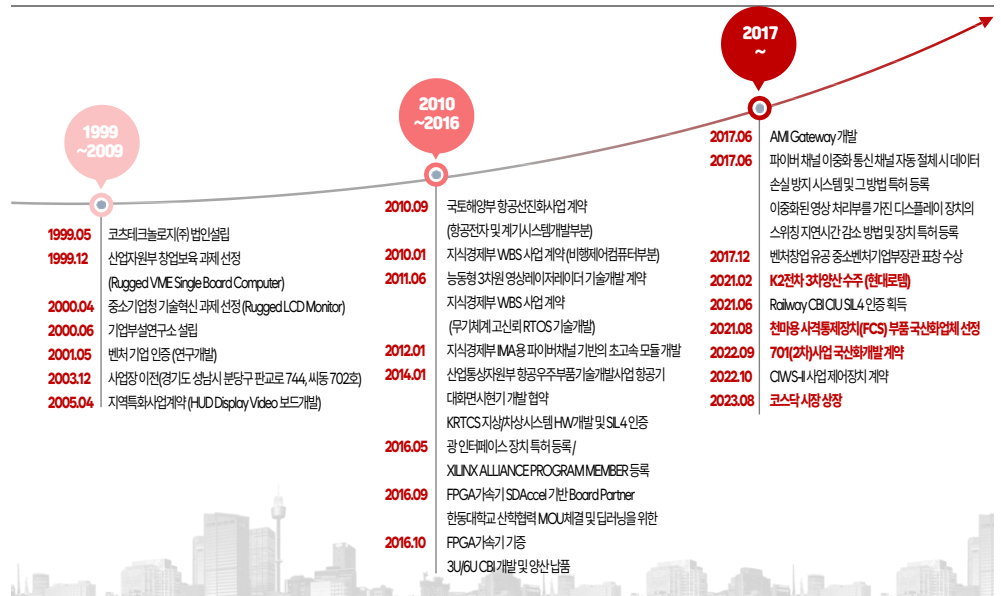 1999
~2009
1999.05 코츠테크놀로지(주) 법인설립
1999.12 산업자원부 창업보육 과제 선정
(Rugged VME Single Board Computer)
2000.04 중소기업청 기술혁신 과제 선정 (Rugged LCD Monitor)
2000.06 기업부설연구소 설립
2001.05 벤처 기업 인증 (연구개발)
2003.12 사업장 이전(경기도 성남시 분당구 판교로 744, 씨동 702호)
2005.04 지역특화사업계약 (HUD Display Video 보드개발)
2010
~2016
2010.09 국토해양부 항공선진화사업 계약
(항공전자 및 계기시스템개발부분)
2010.01 지식경제부 WBS 사업 계약 (비행제어컴퓨터부분)
2011.06 능동형 3차원 영상레이저레이더 기술개발 계약
지식경제부 WBS 사업 계약
(무기체계 고신뢰 RTOS 기술개발)
2012.01 지식경제부 IMA용 파이버채널 기반의 초고속 모듈 개발
2014.01 산업통상자원부 항공우주부품기술개발사업 항공기
대화면시현기 개발 협약
KRTCS 지상/차상시스템 HW 개발 및 SIL 4 인증
2016.05 광 인터페이스 장치 특허 등록 /
XILINX ALLIANCE PROGRAM MEMBER 등록
2016.09 FPGA가속기 SDAccel 기반 Board Partner
한동대학교 산학협력 MOU체결 및 딥러닝을 위한
2016.10 FPGA가속기 기증
3U/6U CBI 개발 및 양산 납품
2017
~
2017.06 AMI Gateway 개발
2017.06 파이버 채널 이중화 통신 채널 자동 절체 시 데이터
손실 방지 시스템 및 그 방법 특허 등록
이중화된 영상 처리부를 가진 디스플레이 장치의
스위칭 지연시간 감소 방법 및 장치 특허 등록
2017.12 벤처창업 유공 중소벤처기업부장관 표창 수상
2021.02 K2전차 3차양산 수주 (현대로템)
2021.06 Railway CBI CIU SIL 4 인증 획득
2021.08 천마용 사격통제장치(FCS) 부품 국산화업체 선정
2022.09 701(2차)사업 국산화개발 계약
2022.10 CIWS-II 사업 제어장치 계약
2023.08 코스닥 시장 상장